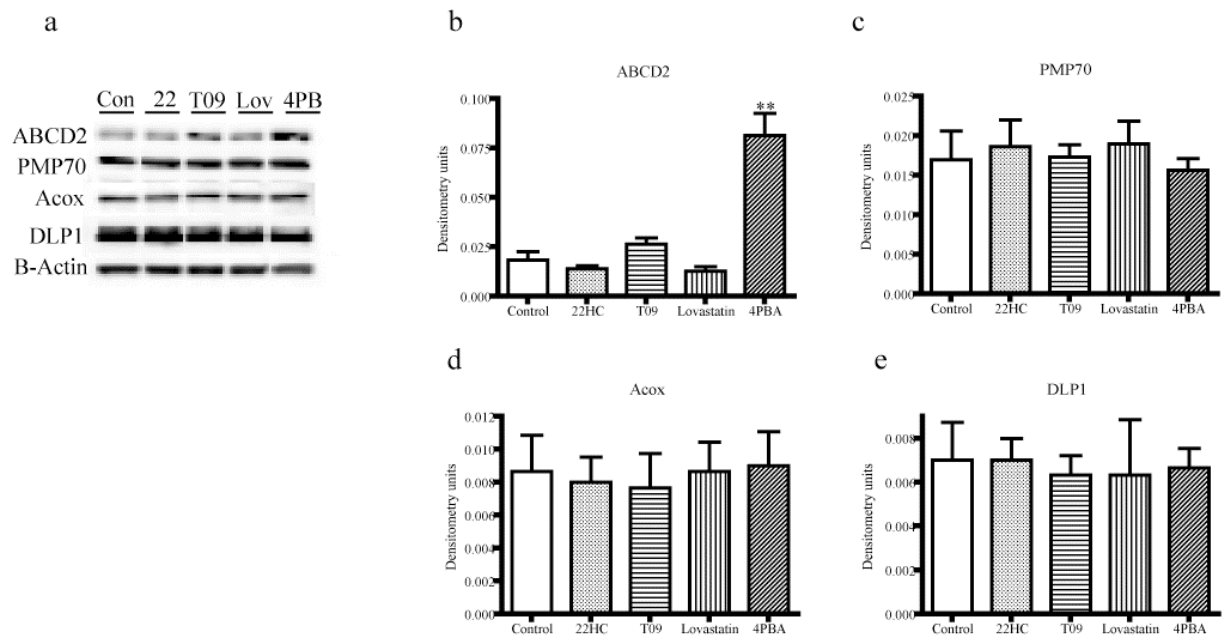 a
Con 22 T09 Lov 4PB
ABCD2
PMP70
Acox
DLP1
B-Actin
b
ABCD2
Densitometry units
0.100
0.075
0.050
0.025
0.000
**
Control 22HC T09 Lovastatin 4PBA
c
PMP70
Densitometry units
0.025
0.020
0.015
0.010
0.005
0.000
Control 22HC T09 Lovastatin 4PBA
d
Acox
Densitometry units
0.012
0.010
0.008
0.006
0.004
0.002
0.000
Control 22HC T09 Lovastatin 4PBA
e
DLP1
Densitometry units
0.008
0.006
0.004
0.002
0.000
Control 22HC T09 Lovastatin 4PBA